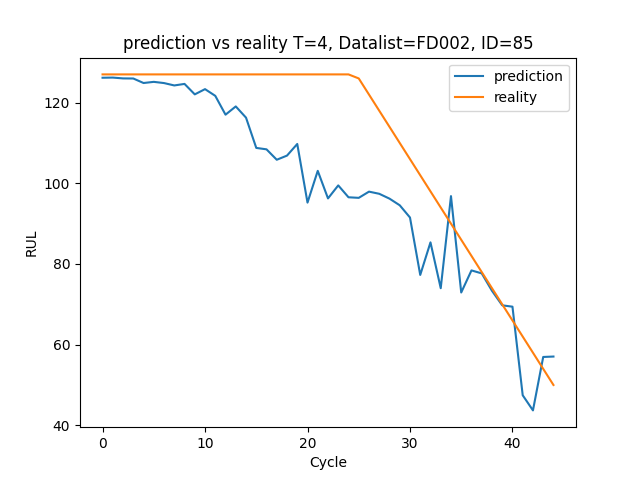 prediction vs reality T=4, Datalist=FD002, ID=85
prediction
reality
120
100
80
60
40
RUL
0 10 20 30 40
Cycle